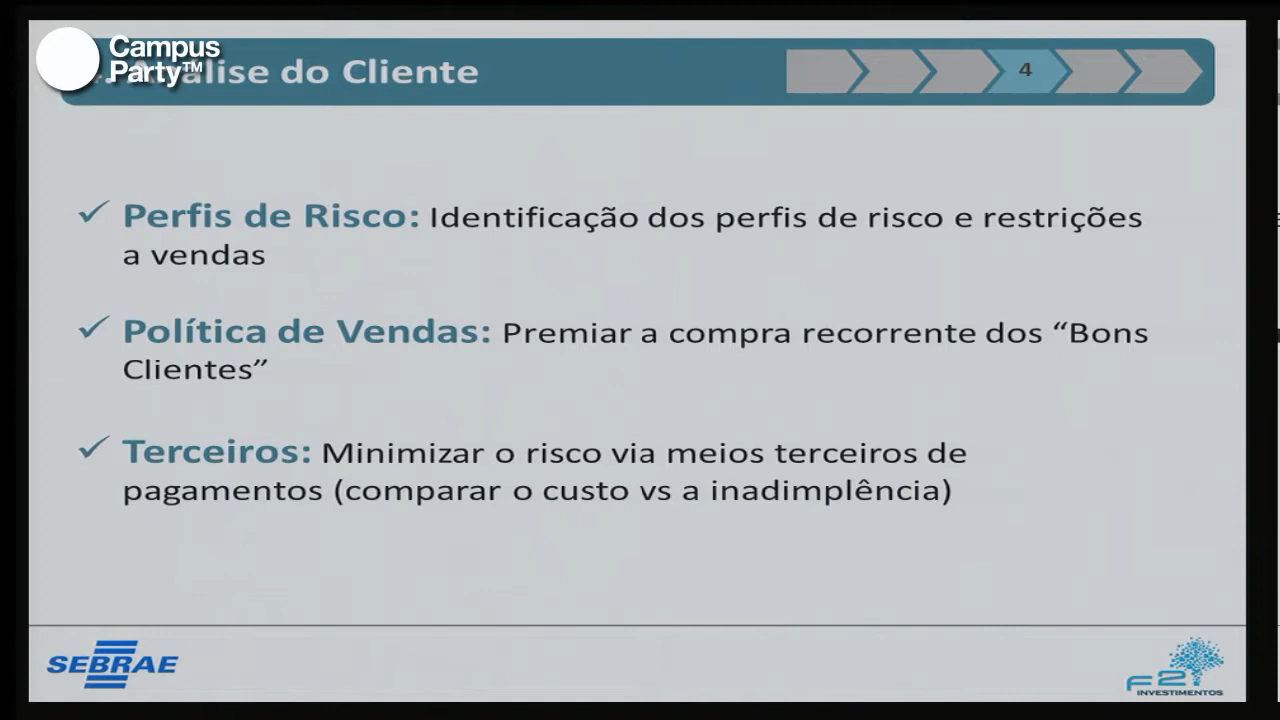 Campus
Party™
Análise do Cliente
4
Perfis de Risco: Identificação dos perfis de risco e restrições
a vendas
Política de Vendas: Premiar a compra recorrente dos “Bons
Clientes”
Terceiros: Minimizar o risco via meios terceiros de
pagamentos (comparar o custo vs a inadimplência)
SEBRAE
F2i
INVESTIMENTOS